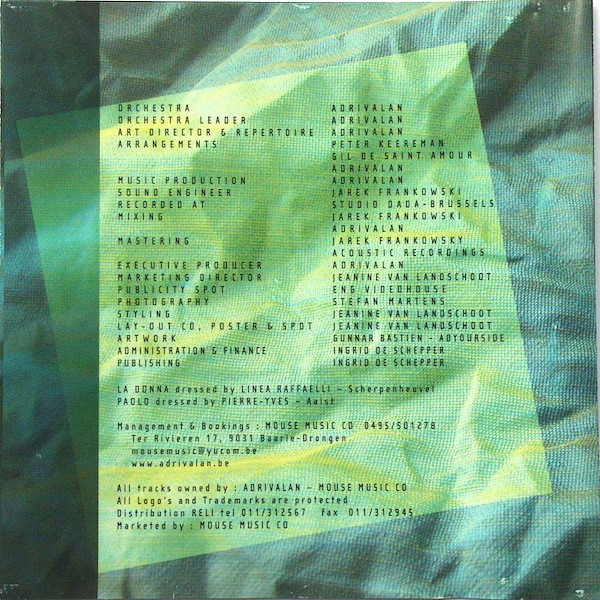 ORCHESTRA ADRIVALAN
ORCHESTRA LEADER ADRIVALAN
ART DIRECTOR & REPERTOIRE ADRIVALAN
ARRANGEMENTS PETER KEEREMAN
GIL DE SAINT AMOUR
ADRIVALAN
MUSIC PRODUCTION ADRIVALAN
SOUND ENGINEER JAREK FRANKOWSKI
RECORDED AT STUDIO DADA-BRUSSELS
MIXING JAREK FRANKOWSKI
ADRIVALAN
MASTERING JAREK FRANKOWSKY
ACOUSTIC RECORDINGS
EXECUTIVE PRODUCER ADRIVALAN
MARKETING DIRECTOR JEANINE VAN LANDSCHOOT
PUBLICITY SPOT ENG VIDEOHOUSE
PHOTOGRAPHY STEFAN MARTENS
STYLING JEANINE VAN LANDSCHOOT
LAY-OUT CD, POSTER & SPOT JEANINE VAN LANDSCHOOT
ARTWORK GUNNAR BASTIEN - ADYOURSIDE
ADMINISTRATION & FINANCE INGRID DE SCHEPPER
PUBLISHING INGRID DE SCHEPPER
LA DONNA dressed by LINEA RAFFAELLI - Scherpenheuvel
PAOLO dressed by PIERRE-YVES - Aalst
Management & Bookings : MOUSE MUSIC CO 0495/501278
Ter Rivieren 17, 9031 Baarle-Drongen
mousemusic@yucom.be
www.adrivalan.be
All tracks owned by : ADRIVALAN - MOUSE MUSIC CO
All Logo's and Trademarks are protected
Distribution RELI tel 011/312567 fax 011/312945
Marketed by : MOUSE MUSIC CO